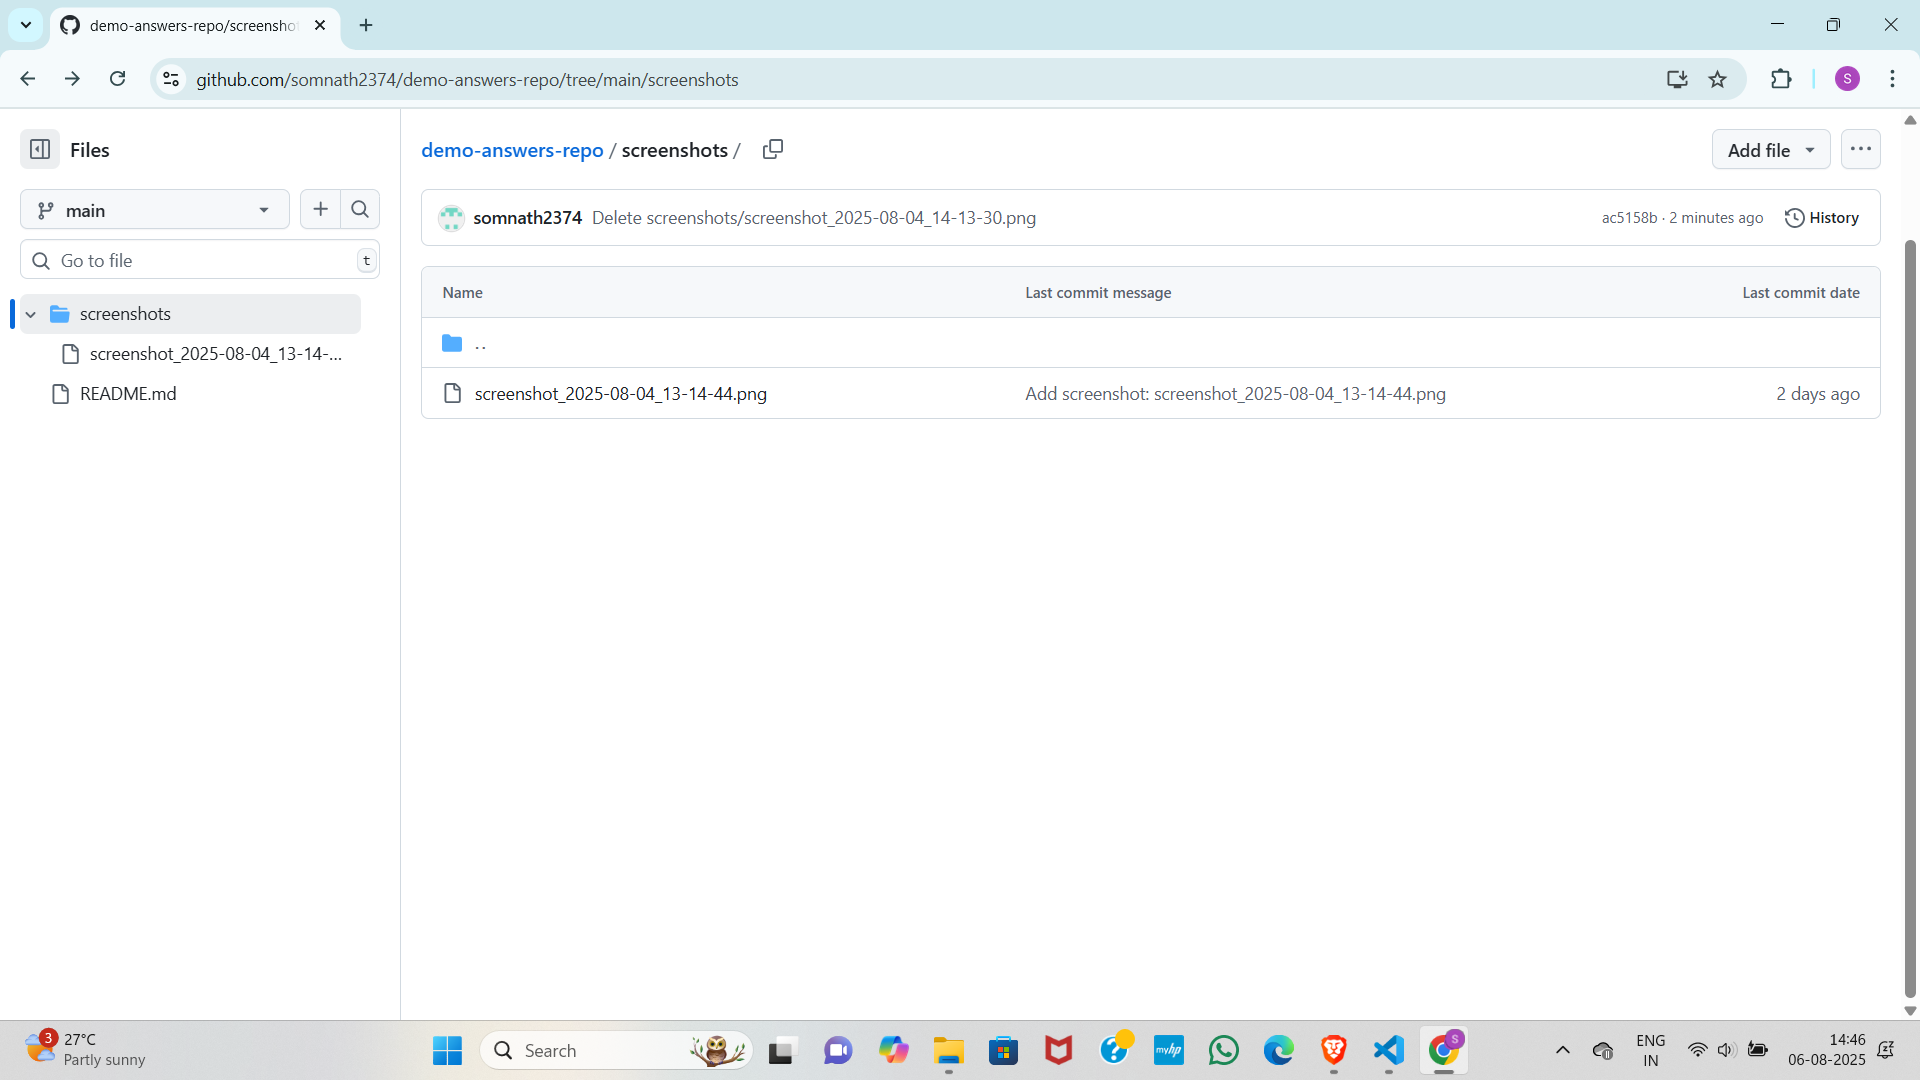 demo-answers-repo/screensho
github.com/somnath2374/demo-answers-repo/tree/main/screenshots
S
Files
demo-answers-repo / screenshots /
Add file
main
somnath2374 Delete screenshots/screenshot_2025-08-04_14-13-30.png
ac5158b · 2 minutes ago
History
Go to file
t
Name
Last commit message
Last commit date
screenshots
..
screenshot_2025-08-04_13-14-...
README.md
screenshot_2025-08-04_13-14-44.png
Add screenshot: screenshot_2025-08-04_13-14-44.png
2 days ago
3
27°C
Partly sunny
Search
myhp
S
ENG
IN
14:46
06-08-2025